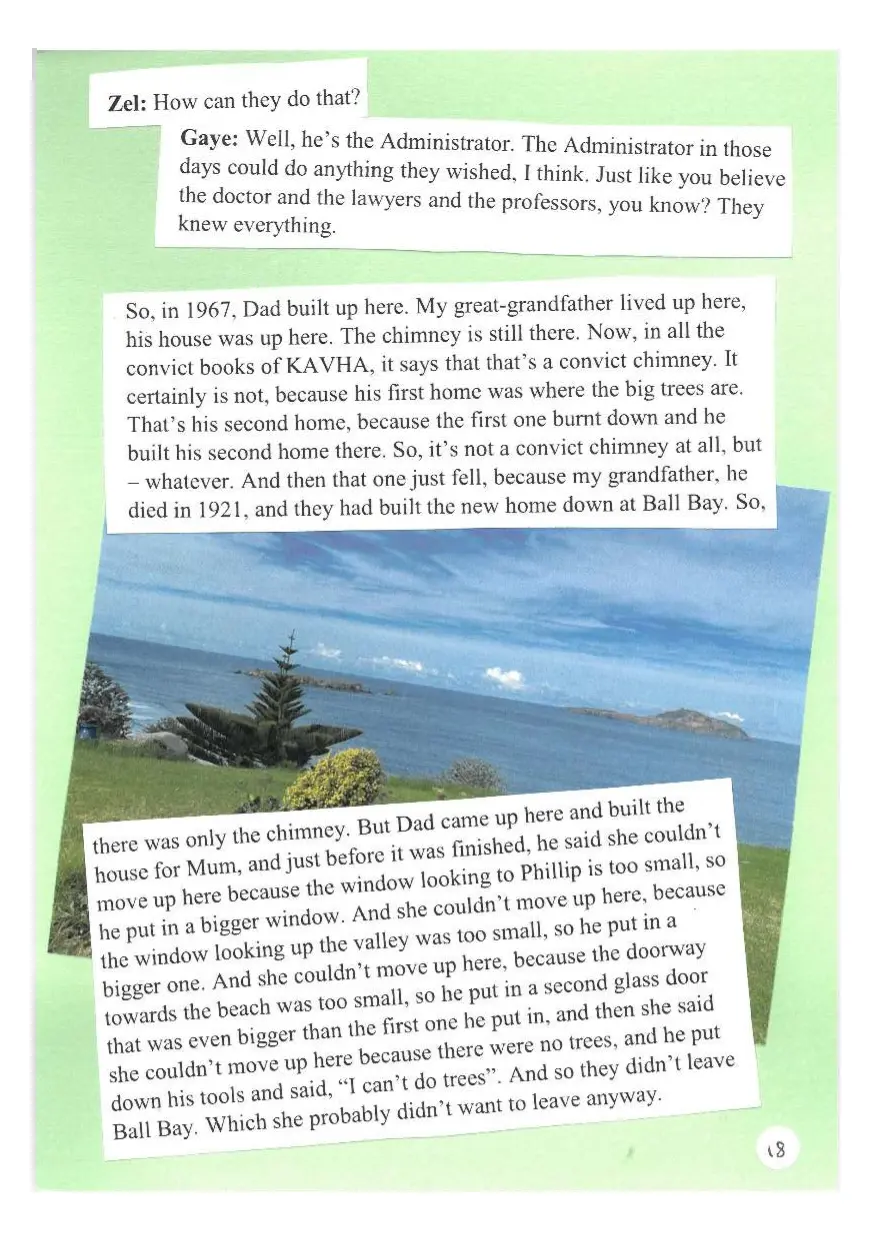 Zel: How can they do that?
Gaye: Well, he’s the Administrator. The Administrator in those
days could do anything they wished, I think. Just like you believe
the doctor and the lawyers and the professors, you know? They
knew everything.
So, in 1967, Dad built up here. My great-grandfather lived up here,
his house was up here. The chimney is still there. Now, in all the
convict books of KAVHA, it says that that’s a convict chimney. It
certainly is not, because his first home was where the big trees are.
That’s his second home, because the first one burnt down and he
built his second home there. So, it’s not a convict chimney at all, but
– whatever. And then that one just fell, because my grandfather, he
died in 1921, and they had built the new home down at Ball Bay. So,
there was only the chimney. But Dad came up here and built the
house for Mum, and just before it was finished, he said she couldn’t
move up here because the window looking to Phillip is too small, so
he put in a bigger window. And she couldn’t move up here, because
the window looking up the valley was too small, so he put in a
bigger one. And she couldn’t move up here, because the doorway
towards the beach was too small, so he put in a second glass door
that was even bigger than the first one he put in, and then she said
she couldn’t move up here because there were no trees, and he put
down his tools and said, “I can’t do trees”. And so they didn’t leave
Ball Bay. Which she probably didn’t want to leave anyway.
18